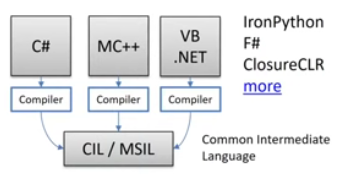 C#
MC++
VB
.NET
IronPython
F#
ClosureCLR
more
Compiler
Compiler
Compiler
CIL / MSIL
Common Intermediate
Language